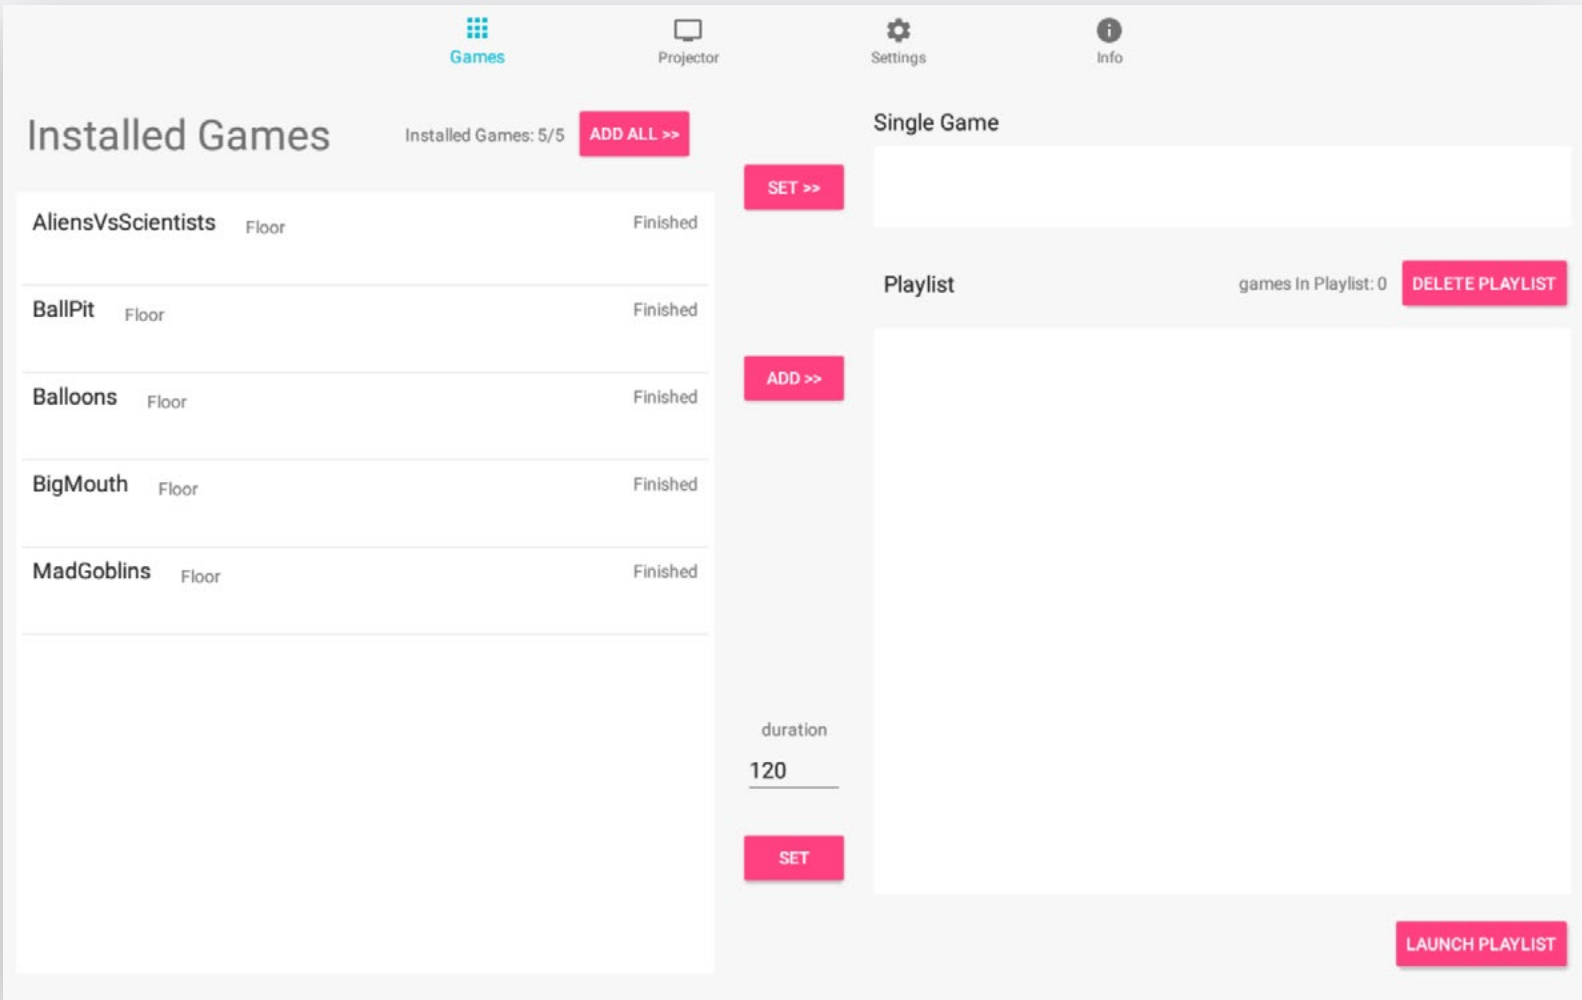 Games
Projector
Settings
Info
Installed Games
Installed Games: 5/5
ADD ALL >>
AliensVsScientists Floor Finished
BallPit Floor Finished
Balloons Floor Finished
BigMouth Floor Finished
MadGoblins Floor Finished
SET >>
ADD >>
duration
120
SET
Single Game
Playlist
games In Playlist: 0
DELETE PLAYLIST
LAUNCH PLAYLIST